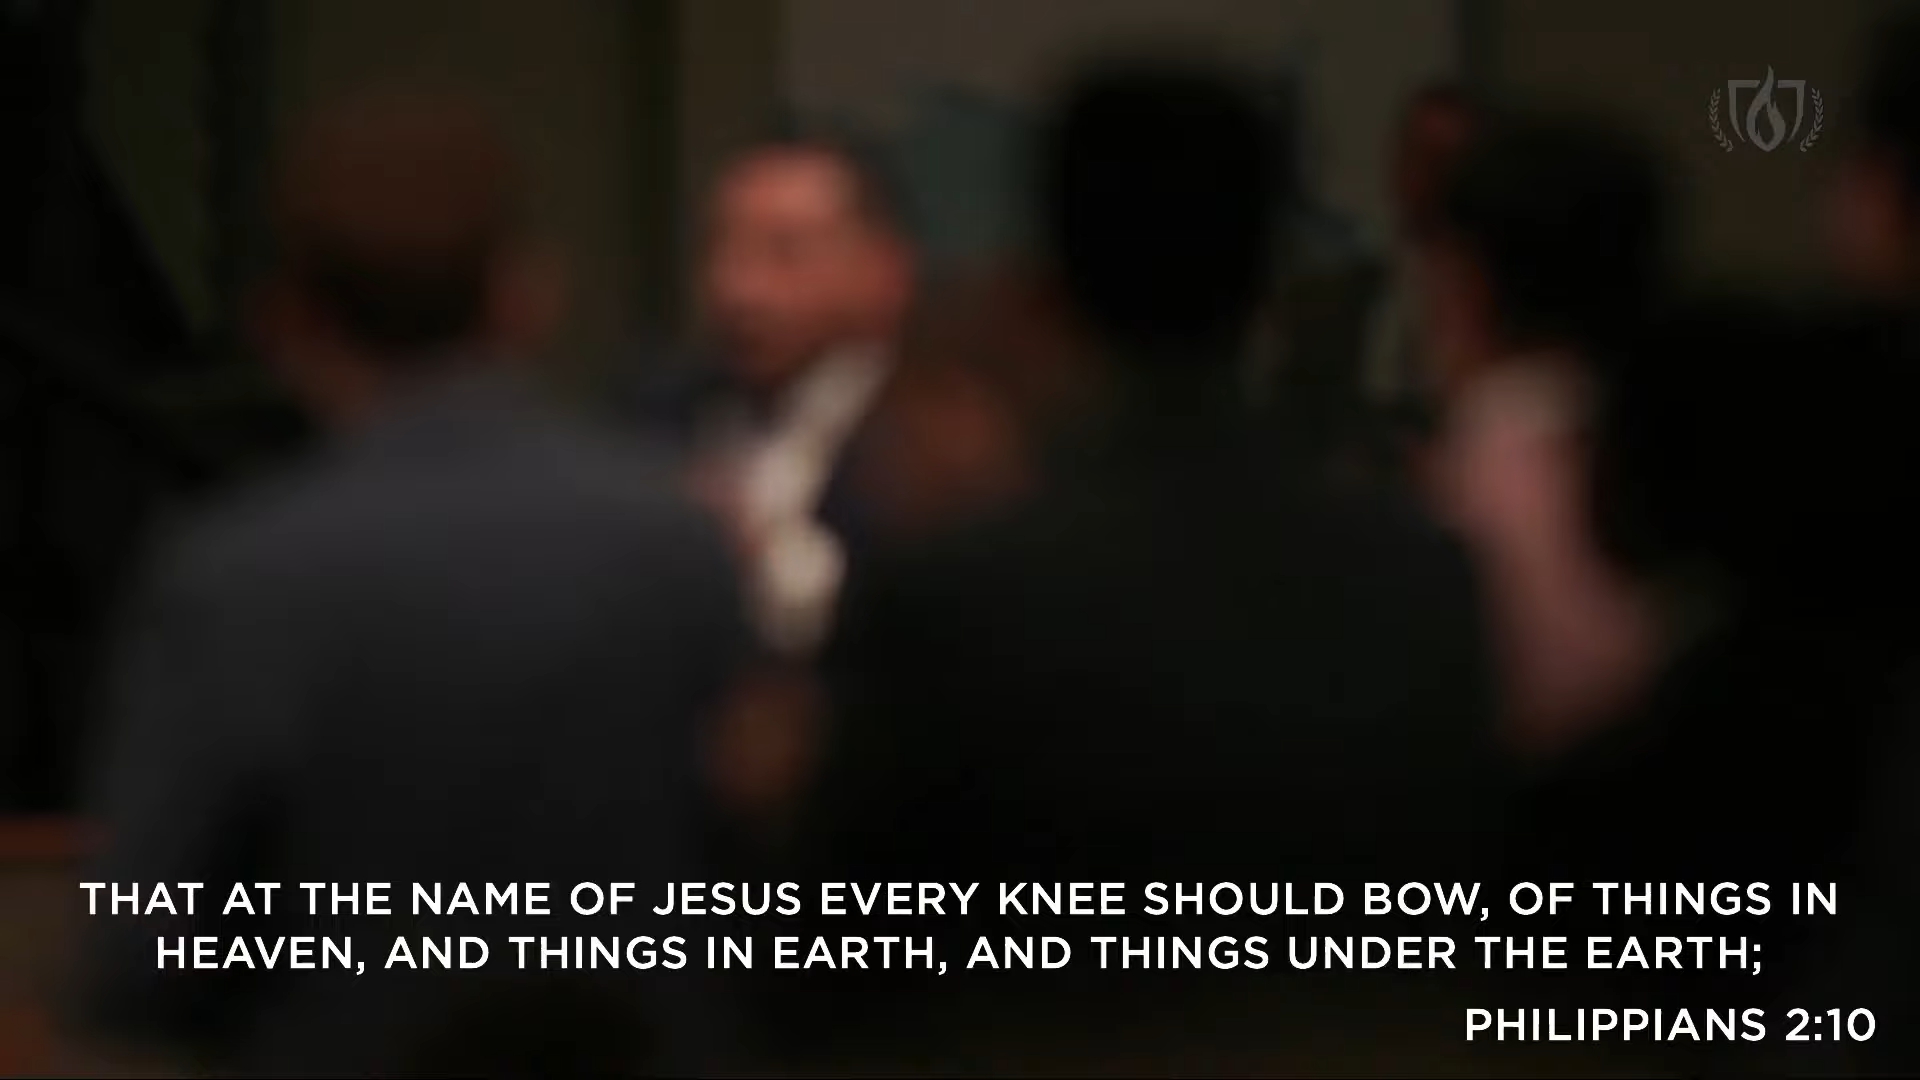 THAT AT THE NAME OF JESUS EVERY KNEE SHOULD BOW, OF THINGS IN
HEAVEN, AND THINGS IN EARTH, AND THINGS UNDER THE EARTH;
PHILIPPIANS 2:10